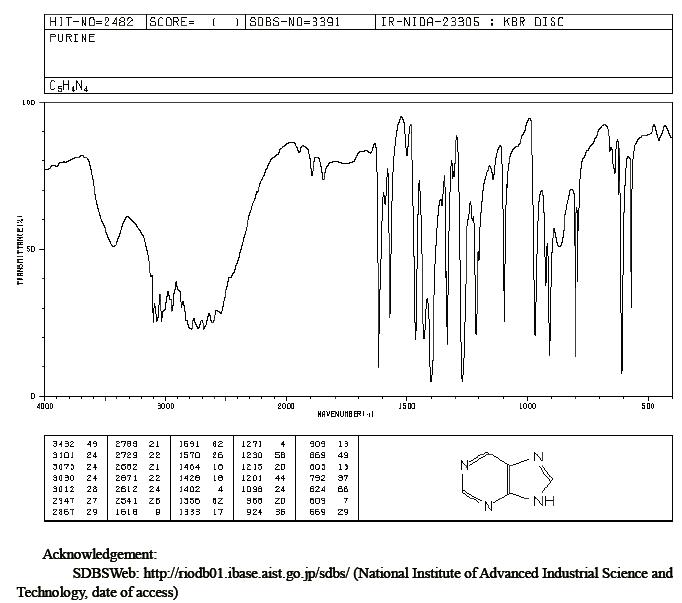 HIT-NO=2482 SCORE= ( ) SDBS-NO=3391 IR-NIDA-23305 : KBR DISC
PURINE
C5H4N4
100
TRANSMITTANCE(%)
50
0
4000 3000 2000 1500 1000 500
WAVENUMBER(-1)
3432 49 2789 21 1591 62 1271 4 909 13
3101 24 2729 22 1570 26 1230 58 869 49
3073 24 2682 21 1464 18 1215 20 803 13
3030 24 2671 22 1428 18 1201 44 792 37
3012 28 2612 24 1402 4 1098 24 624 66
2947 27 2541 26 1356 62 968 20 609 7
2867 29 1618 9 1333 17 924 36 569 29
N N
N NH
Acknowledgement:
SDBSWeb: http://riodb01.ibase.aist.go.jp/sdbs/ (National Institute of Advanced Industrial Science and
Technology, date of access)